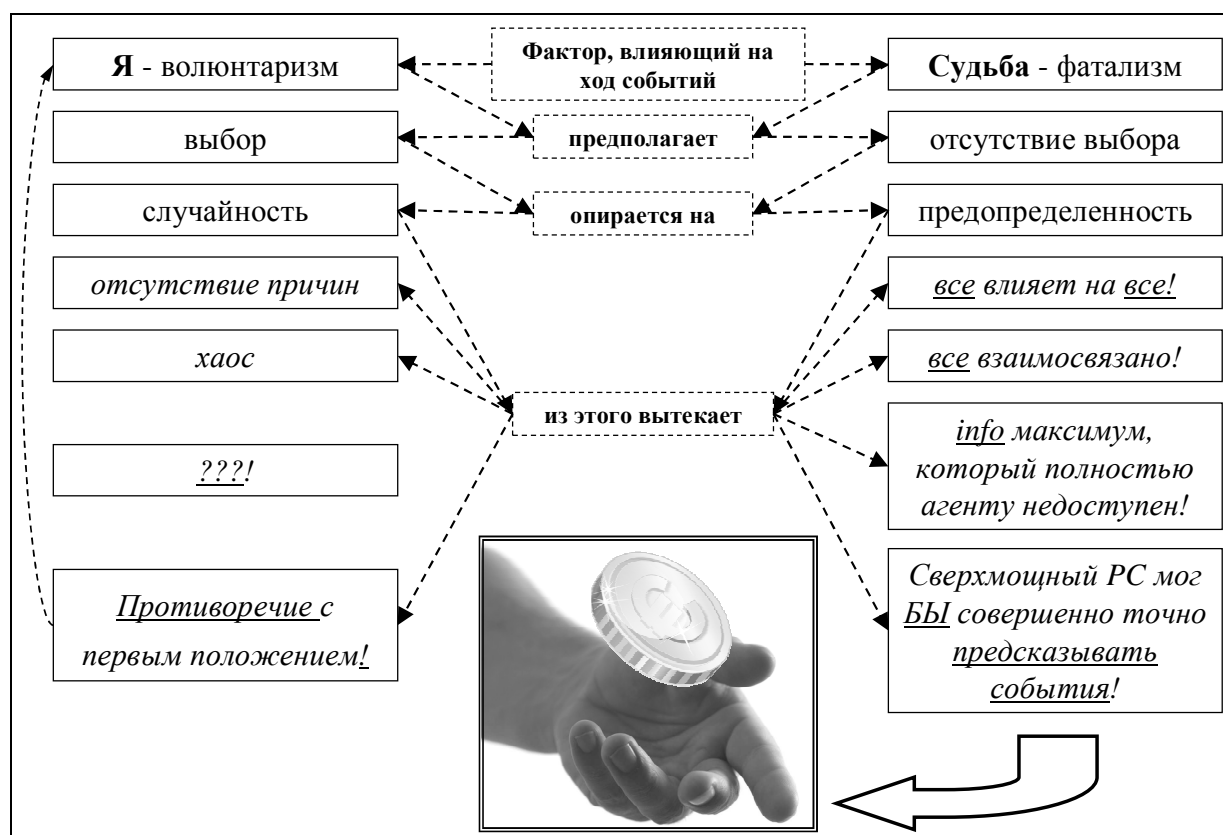 Я - волюнтаризм
Фактор, влияющий на
ход событий
Судьба - фатализм
выбор
предполагает
отсутствие выбора
случайность
опирается на
предопределенность
отсутствие причин
все влияет на все!
хаос
все взаимосвязано!
из этого вытекает
???!
info максимум,
который полностью
агенту недоступен!
Противоречие с
первым положением!
Сверхмощный PC мог
БЫ совершенно точно
предсказывать
события!